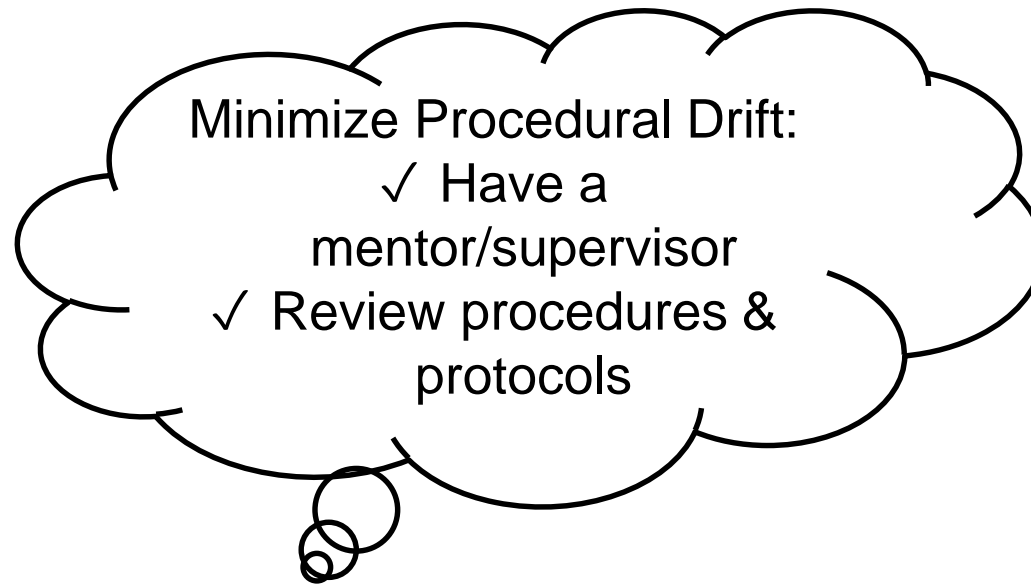 Minimize Procedural Drift:
✓ Have a
mentor/supervisor
✓ Review procedures &
protocols